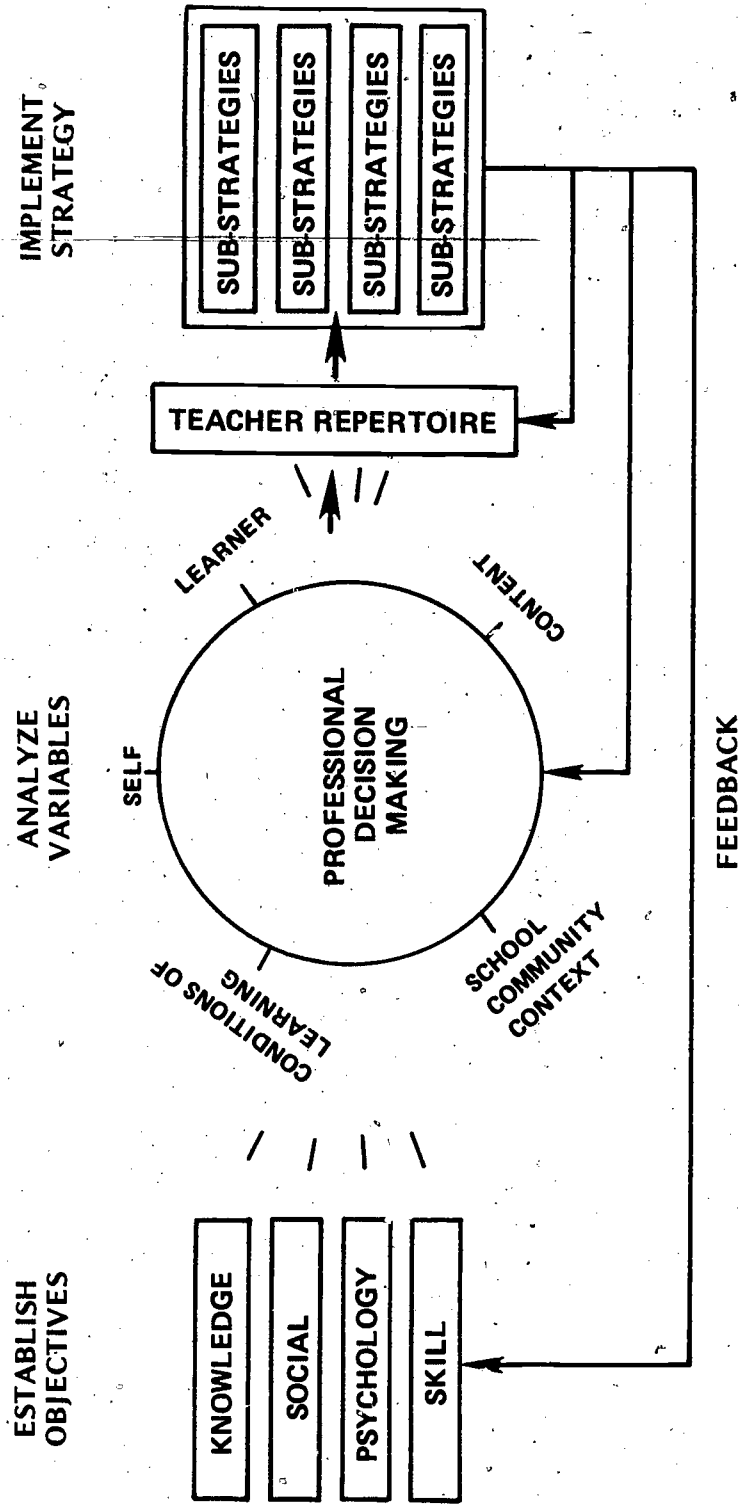 ESTABLISH
OBJECTIVES
KNOWLEDGE
SOCIAL
PSYCHOLOGY
SKILL
ANALYZE
VARIABLES
SELF
LEARNER
CONTENT
SCHOOL
COMMUNITY
CONTEXT
CONDITIONS OF
LEARNING
PROFESSIONAL
DECISION
MAKING
TEACHER REPERTOIRE
IMPLEMENT
STRATEGY
SUB-STRATEGIES
SUB-STRATEGIES
SUB-STRATEGIES
SUB-STRATEGIES
FEEDBACK